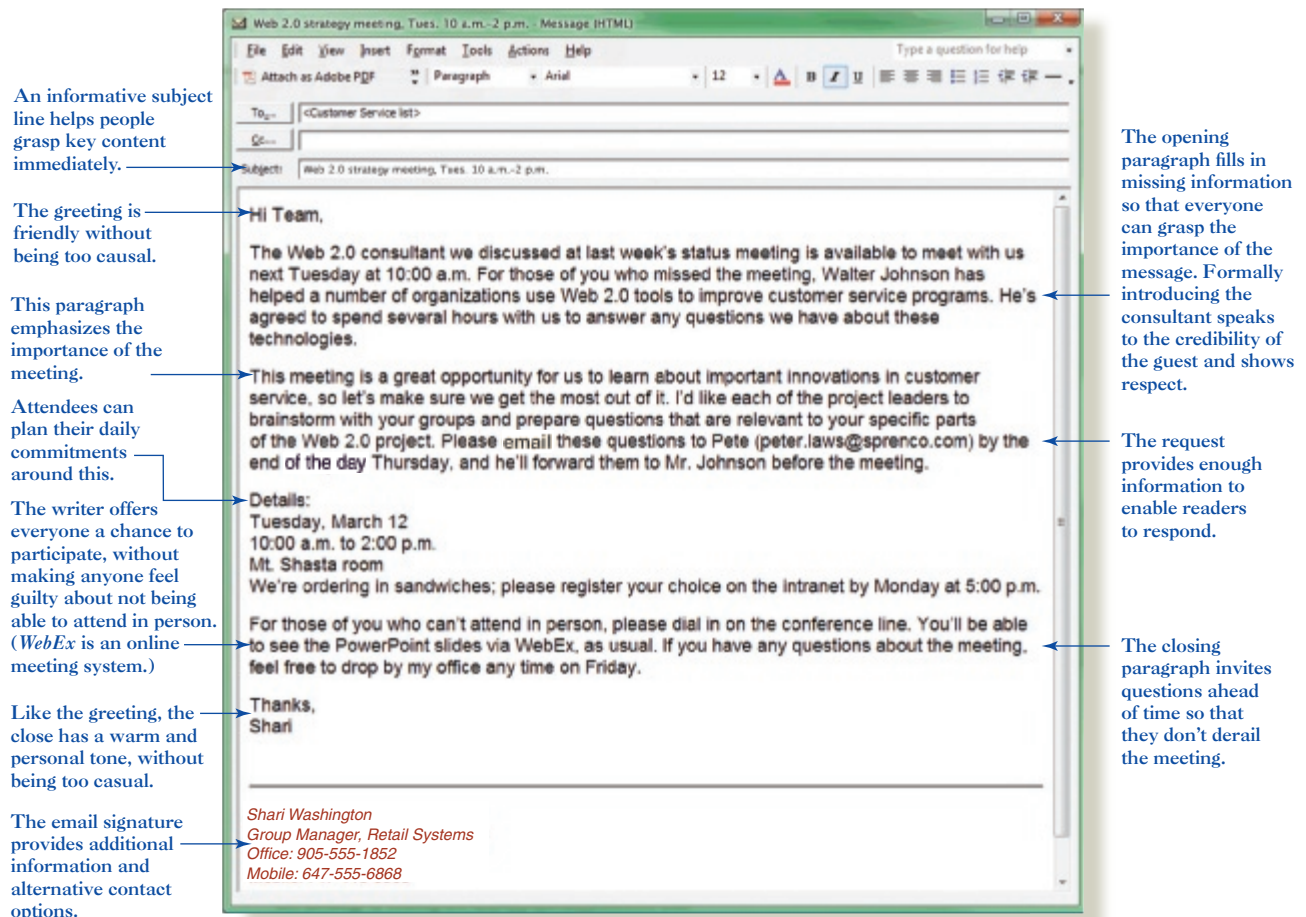 Web 2.0 strategy meeting, Tues. 10 a.m.-2 p.m. - Message (HTML)
File Edit View Insert Format Tools Actions Help Type a question for help
Attach as Adobe PDF Paragraph Arial 12 A B I U
To... <Customer Service list>
Cc...
Subject: Web 2.0 strategy meeting, Tues. 10 a.m.-2 p.m.
Hi Team,
The Web 2.0 consultant we discussed at last week's status meeting is available to meet with us
next Tuesday at 10:00 a.m. For those of you who missed the meeting, Walter Johnson has
helped a number of organizations use Web 2.0 tools to improve customer service programs. He's
agreed to spend several hours with us to answer any questions we have about these
technologies.
This meeting is a great opportunity for us to learn about important innovations in customer
service, so let's make sure we get the most out of it. I'd like each of the project leaders to
brainstorm with your groups and prepare questions that are relevant to your specific parts
of the Web 2.0 project. Please email these questions to Pete (peter.laws@sprenco.com) by the
end of the day Thursday, and he'll forward them to Mr. Johnson before the meeting.
Details:
Tuesday, March 12
10:00 a.m. to 2:00 p.m.
Mt. Shasta room
We're ordering in sandwiches; please register your choice on the intranet by Monday at 5:00 p.m.
For those of you who can't attend in person, please dial in on the conference line. You'll be able
to see the PowerPoint slides via WebEx, as usual. If you have any questions about the meeting,
feel free to drop by my office any time on Friday.
Thanks,
Shari
Shari Washington
Group Manager, Retail Systems
Office: 905-555-1852
Mobile: 647-555-6868
An informative subject
line helps people
grasp key content
immediately.
The greeting is
friendly without
being too causal.
This paragraph
emphasizes the
importance of the
meeting.
Attendees can
plan their daily
commitments
around this.
The writer offers
everyone a chance to
participate, without
making anyone feel
guilty about not being
able to attend in person.
(WebEx is an online
meeting system.)
Like the greeting, the
close has a warm and
personal tone, without
being too casual.
The email signature
provides additional
information and
alternative contact
options.
The opening
paragraph fills in
missing information
so that everyone
can grasp the
importance of the
message. Formally
introducing the
consultant speaks
to the credibility of
the guest and shows
respect.
The request
provides enough
information to
enable readers
to respond.
The closing
paragraph invites
questions ahead
of time so that
they don't derail
the meeting.